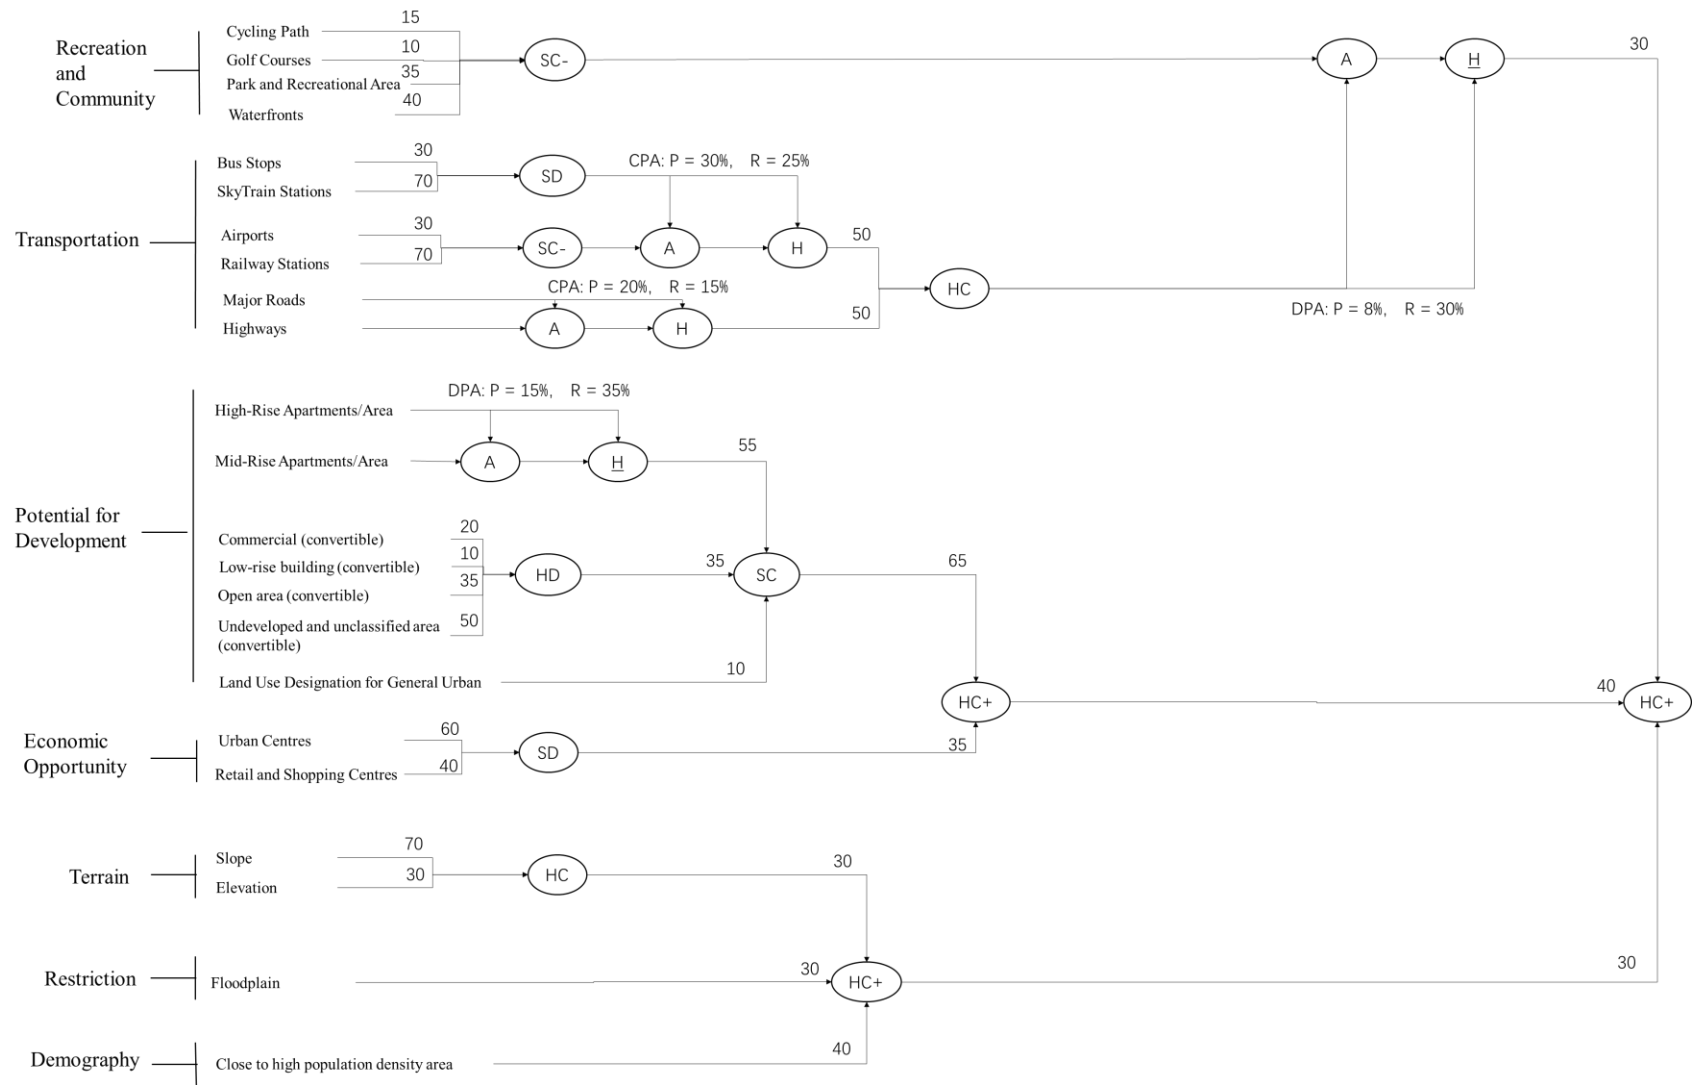 Recreation
and
Community
Cycling Path
15
Golf Courses
10
Park and Recreational Area
35
Waterfronts
40
SC-
A
H
30
Transportation
Bus Stops
30
SkyTrain Stations
70
SD
CPA: P = 30%, R = 25%
Airports
30
Railway Stations
70
SC-
A
H
50
Major Roads
CPA: P = 20%, R = 15%
Highways
A
H
50
HC
DPA: P = 8%, R = 30%
Potential for
Development
DPA: P = 15%, R = 35%
High-Rise Apartments/Area
Mid-Rise Apartments/Area
A
H
55
Commercial (convertible)
20
Low-rise building (convertible)
10
Open area (convertible)
35
Undeveloped and unclassified area
(convertible)
50
HD
35
SC
65
Land Use Designation for General Urban
10
HC+
40
HC+
Economic
Opportunity
Urban Centres
60
Retail and Shopping Centres
40
SD
35
Terrain
Slope
70
Elevation
30
HC
30
Restriction
Floodplain
30
HC+
30
Demography
Close to high population density area
40